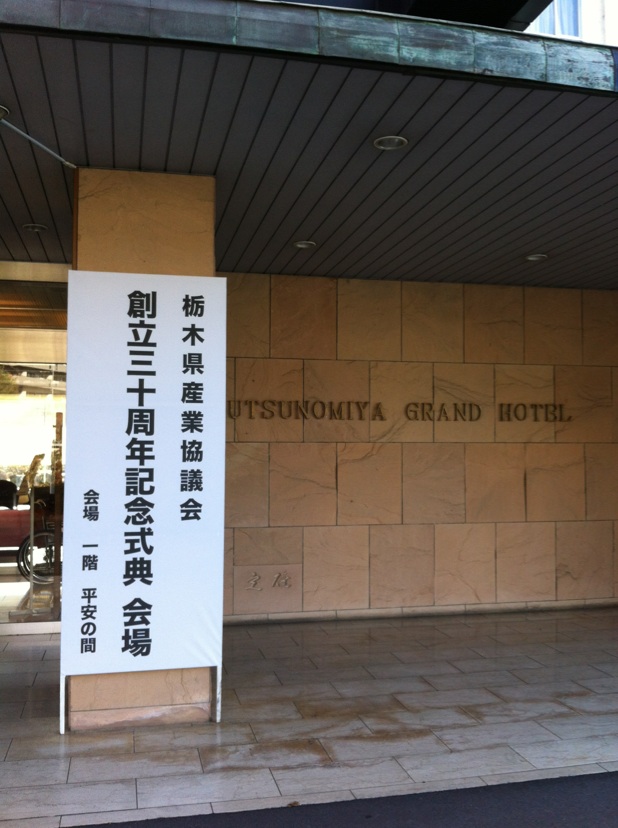 栃木県産業協議会
創立三十周年記念式典 会場
会場 一階 平安の間
UTSUNOMIYA GRAND HOTEL